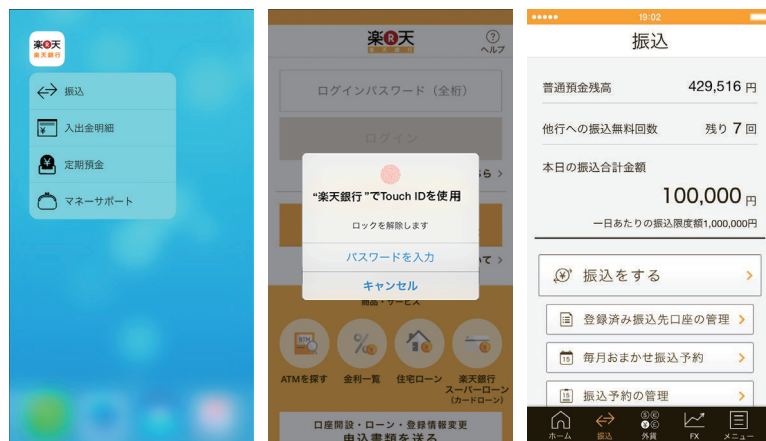 楽天
楽天銀行
振込
入出金明細
定期預金
マネーサポート
楽天
楽天銀行
ヘルプ
ログインパスワード（全桁）
ログイン
ちら
“楽天銀行”でTouch IDを使用
ロックを解除します
パスワードを入力
いて
キャンセル
商品・サービス
ATM
ATMを探す
金利一覧
住宅ローン
楽天銀行
スーパーローン
(カードローン)
口座開設・ローン・登録情報変更
申込書類を送る
19:02
振込
普通預金残高 429,516 円
他行への振込無料回数 残り 7 回
本日の振込合計金額
100,000 円
一日あたりの振込限度額1,000,000円
振込をする
登録済み振込先口座の管理
15 毎月おまかせ振込予約
15 振込予約の管理
ホーム
振込
外貨
FX
メニュー